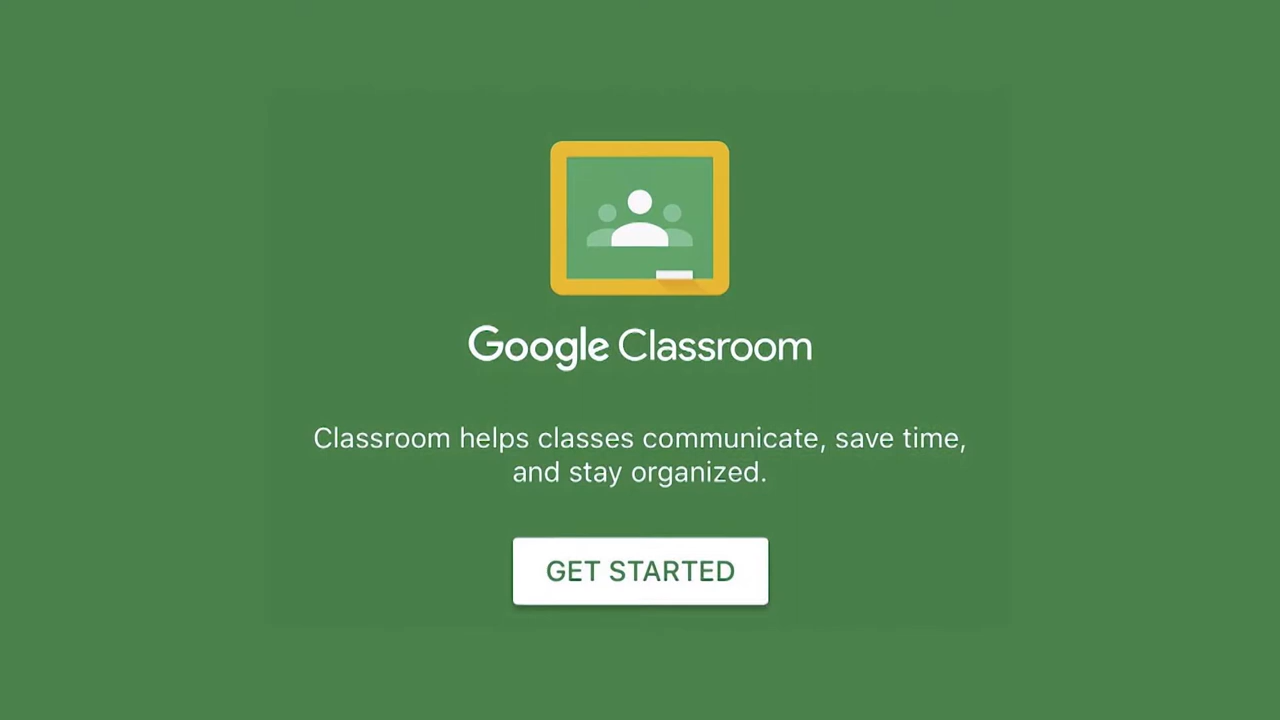 Google Classroom
Classroom helps classes communicate, save time,
and stay organized.
GET STARTED